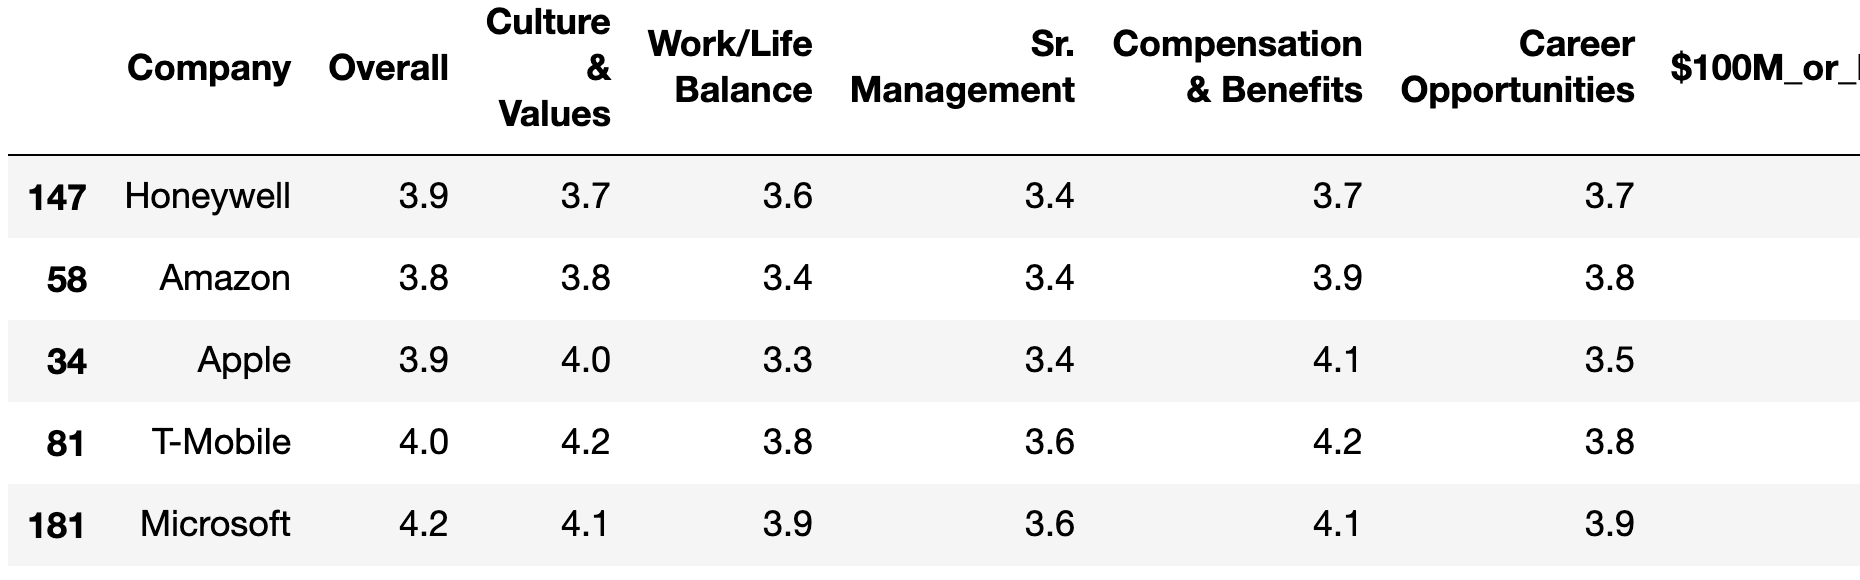 Company Overall Culture & Values Work/Life Balance Sr. Management Compensation & Benefits Career Opportunities $100M_or_
147 Honeywell 3.9 3.7 3.6 3.4 3.7 3.7
58 Amazon 3.8 3.8 3.4 3.4 3.9 3.8
34 Apple 3.9 4.0 3.3 3.4 4.1 3.5
81 T-Mobile 4.0 4.2 3.8 3.6 4.2 3.8
181 Microsoft 4.2 4.1 3.9 3.6 4.1 3.9